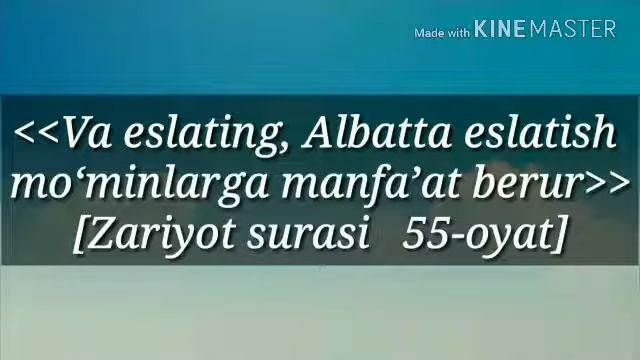 Made with KINEMASTER
<<Va eslating, Albatta eslatish
mo‘minlarga manfa’at berur>>
[Zariyot surasi 55-oyat]